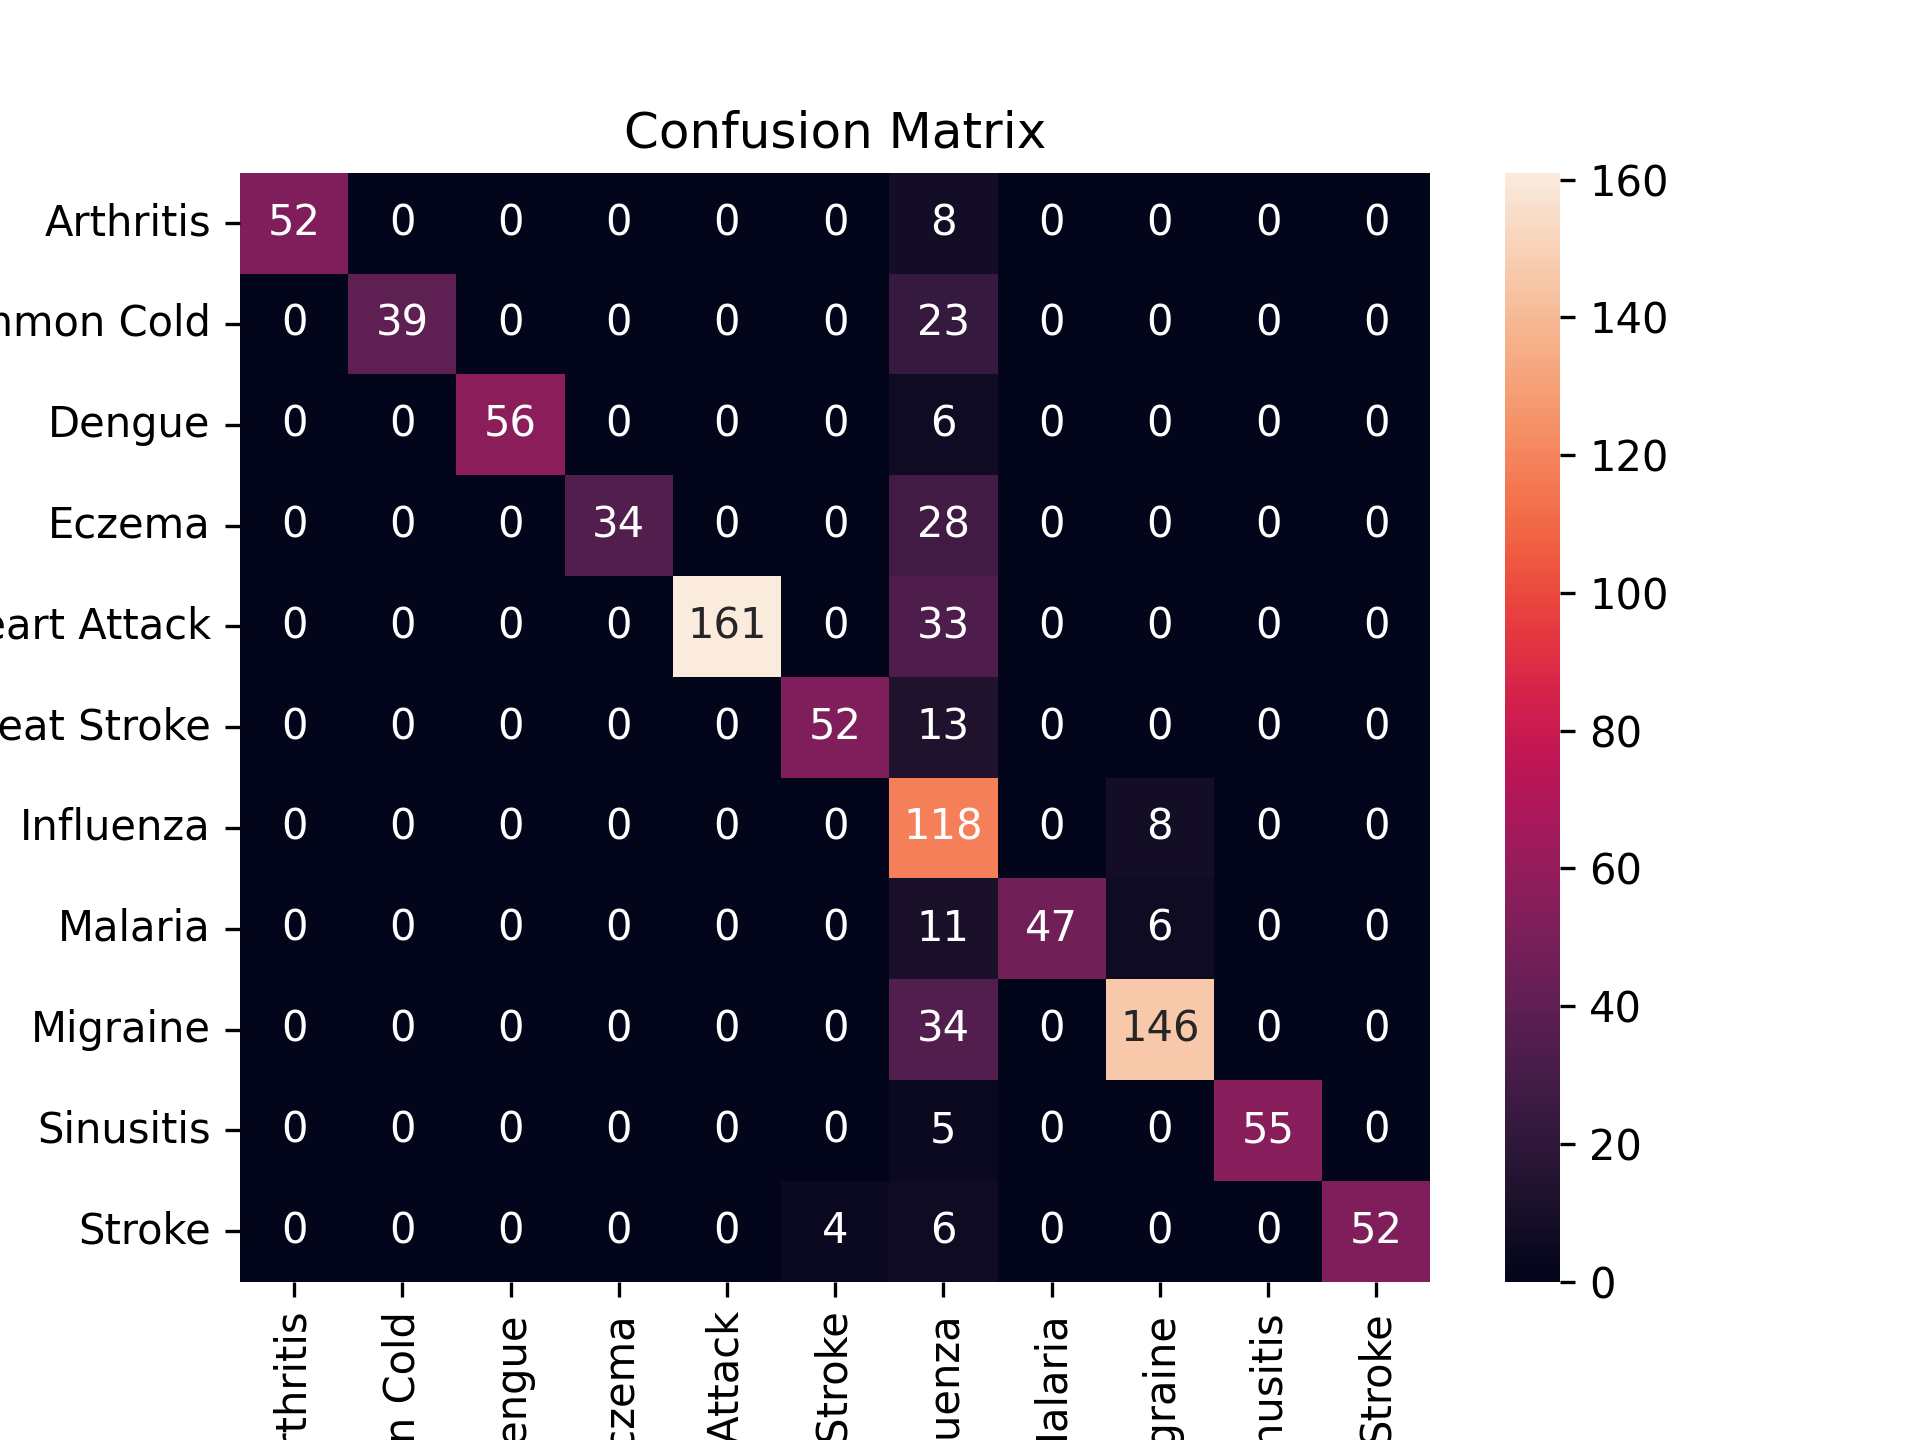 Confusion Matrix
Arthritis 52 0 0 0 0 0 8 0 0 0 0
nmon Cold 0 39 0 0 0 0 23 0 0 0 0
Dengue 0 0 56 0 0 0 6 0 0 0 0
Eczema 0 0 0 34 0 0 28 0 0 0 0
eart Attack 0 0 0 0 161 0 33 0 0 0 0
eat Stroke 0 0 0 0 0 52 13 0 0 0 0
Influenza 0 0 0 0 0 0 118 0 8 0 0
Malaria 0 0 0 0 0 0 11 47 6 0 0
Migraine 0 0 0 0 0 0 34 0 146 0 0
Sinusitis 0 0 0 0 0 0 5 0 0 55 0
Stroke 0 0 0 0 0 4 6 0 0 0 52
rthritis
n Cold
engue
czema
Attack
Stroke
uenza
lalaria
graine
nusitis
Stroke
160
140
120
100
80
60
40
20
0